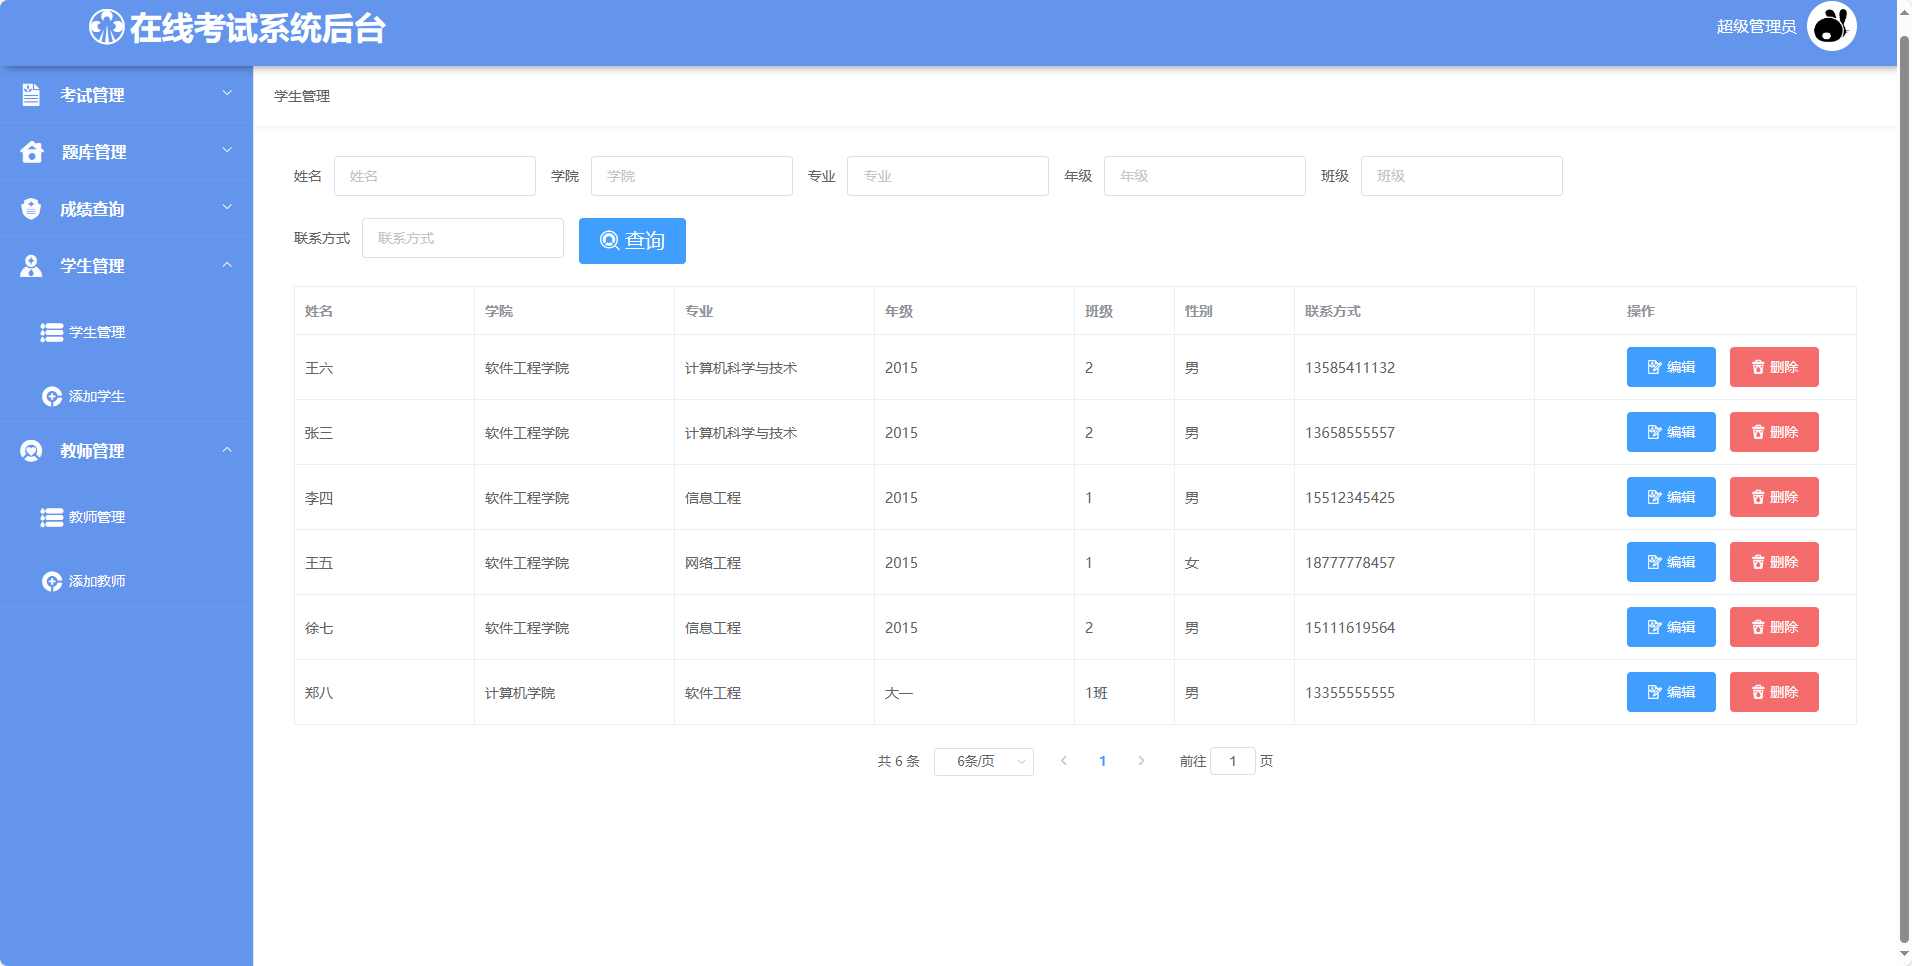 在线考试系统后台
超级管理员
考试管理
题库管理
成绩查询
学生管理
学生管理
添加学生
教师管理
教师管理
添加教师
学生管理
姓名 姓名 学院 学院 专业 专业 年级 年级 班级 班级
联系方式 联系方式 查询
姓名 学院 专业 年级 班级 性别 联系方式 操作
王六 软件工程学院 计算机科学与技术 2015 2 男 13585411132 编辑 删除
张三 软件工程学院 计算机科学与技术 2015 2 男 13658555557 编辑 删除
李四 软件工程学院 信息工程 2015 1 男 15512345425 编辑 删除
王五 软件工程学院 网络工程 2015 1 女 18777778457 编辑 删除
徐七 软件工程学院 信息工程 2015 2 男 15111619564 编辑 删除
郑八 计算机学院 软件工程 大一 1班 男 13355555555 编辑 删除
共 6 条 6条/页 1 前往 1 页